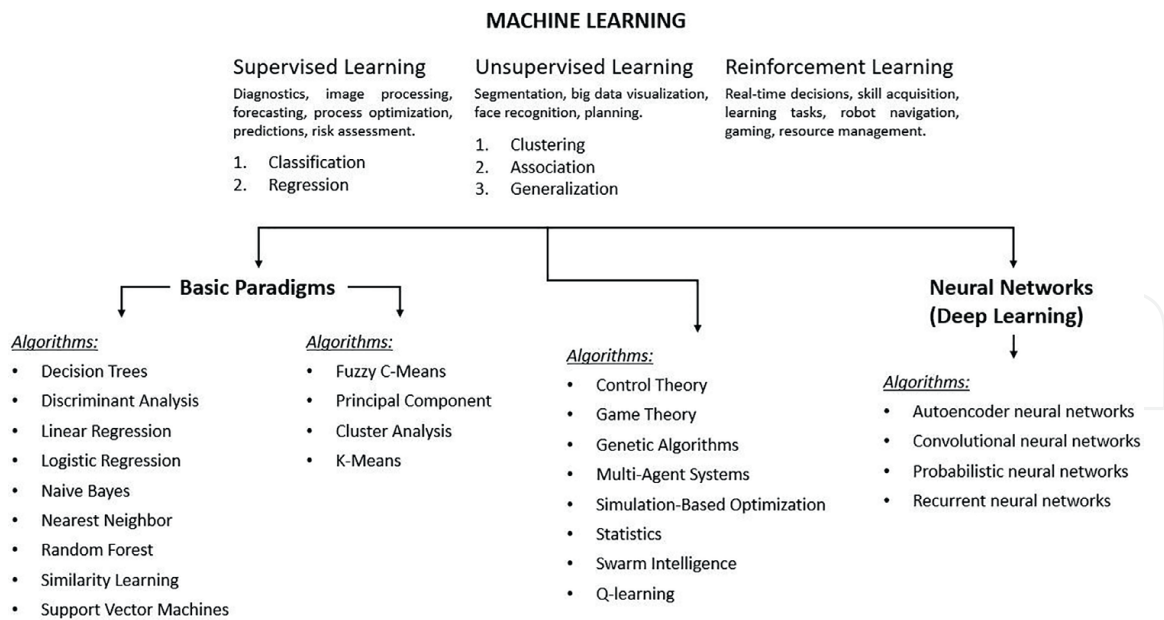 MACHINE LEARNING
Supervised Learning
Diagnostics, image processing,
forecasting, process optimization,
predictions, risk assessment.
1. Classification
2. Regression
Unsupervised Learning
Segmentation, big data visualization,
face recognition, planning.
1. Clustering
2. Association
3. Generalization
Reinforcement Learning
Real-time decisions, skill acquisition,
learning tasks, robot navigation,
gaming, resource management.
Basic Paradigms
Algorithms:
• Decision Trees
• Discriminant Analysis
• Linear Regression
• Logistic Regression
• Naive Bayes
• Nearest Neighbor
• Random Forest
• Similarity Learning
• Support Vector Machines
Algorithms:
• Fuzzy C-Means
• Principal Component
• Cluster Analysis
• K-Means
Algorithms:
• Control Theory
• Game Theory
• Genetic Algorithms
• Multi-Agent Systems
• Simulation-Based Optimization
• Statistics
• Swarm Intelligence
• Q-learning
Neural Networks
(Deep Learning)
Algorithms:
• Autoencoder neural networks
• Convolutional neural networks
• Probabilistic neural networks
• Recurrent neural networks